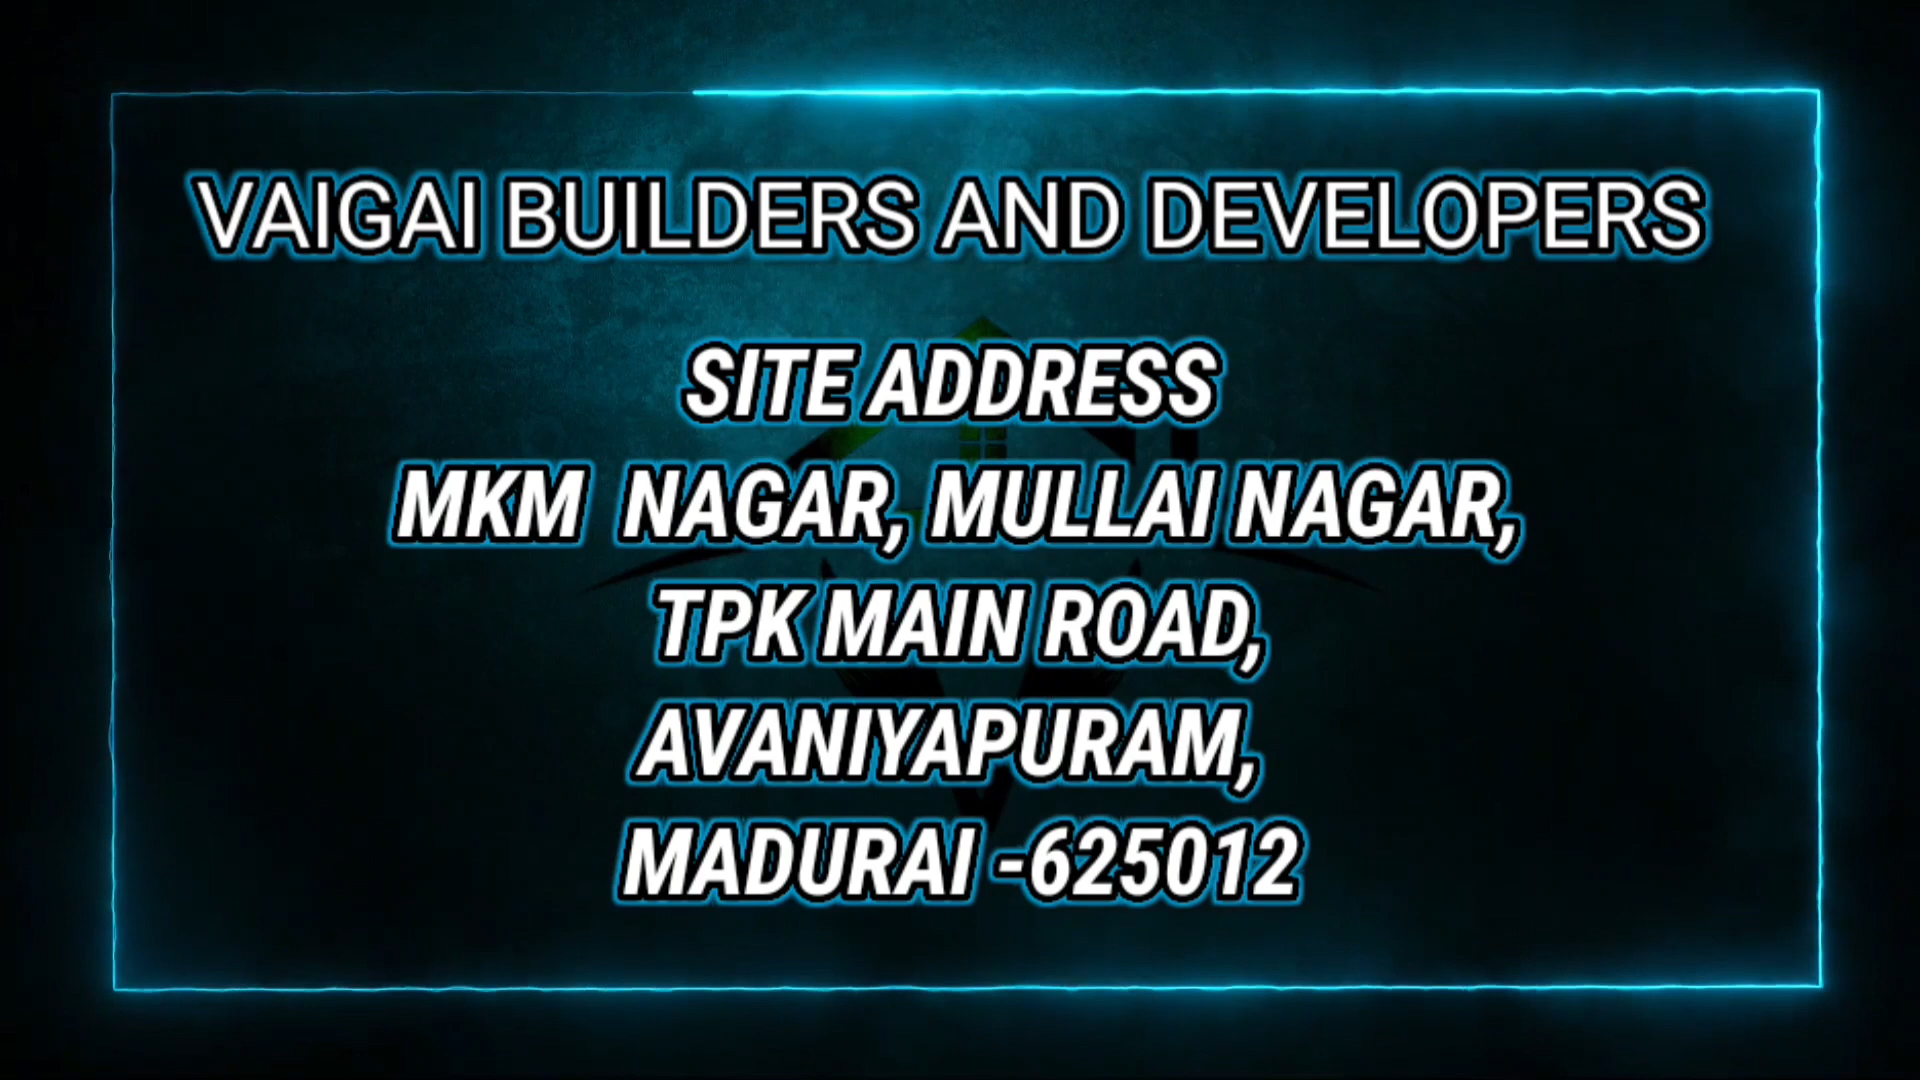 VAIGAI BUILDERS AND DEVELOPERS
SITE ADDRESS
MKM NAGAR, MULLAI NAGAR,
TPK MAIN ROAD,
AVANIYAPURAM,
MADURAI -625012